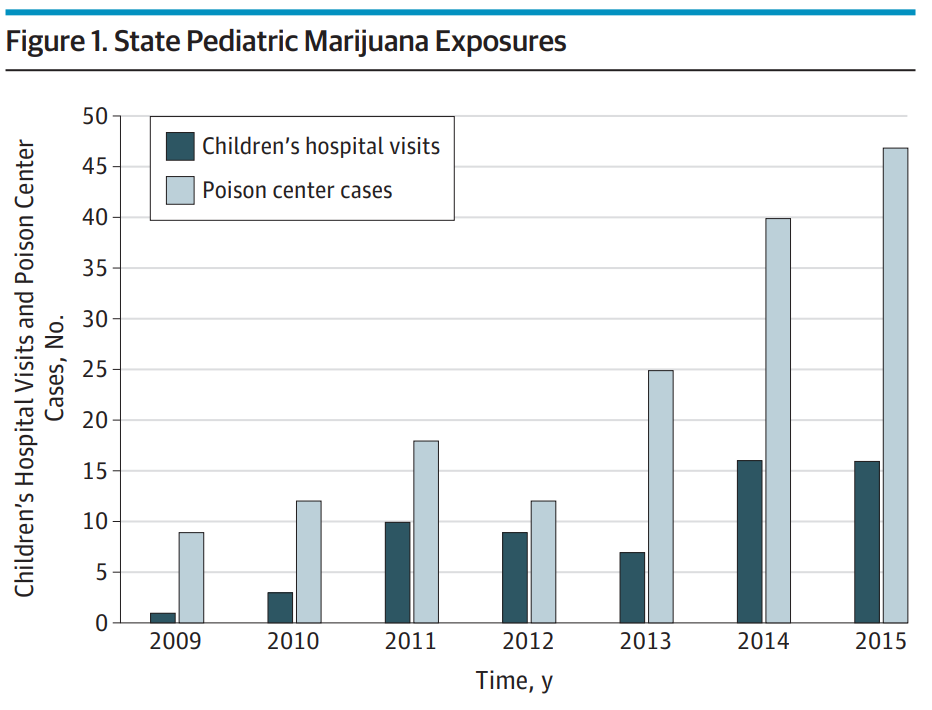 Figure 1. State Pediatric Marijuana Exposures
Children's hospital visits
Poison center cases
Children's Hospital Visits and Poison Center
Cases, No.
50
45
40
35
30
25
20
15
10
5
0
2009 2010 2011 2012 2013 2014 2015
Time, y